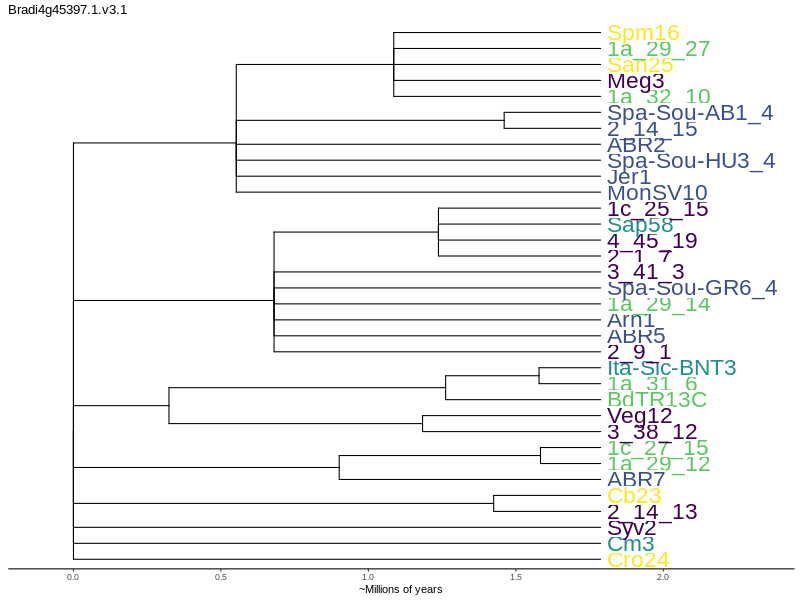 Bradi4g45397.1.v3.1
Spm16
1a_29_27
San25
Meg3
1a_32_10
Spa-Sou-AB1_4
2_14_15
ABR2
Spa-Sou-HU3_4
Jer1
MonSV10
1c_25_15
Sap58
4_45_19
2_1_7
3_41_3
Spa-Sou-GR6_4
1a_29_14
Arn1
ABR5
2_9_1
Ita-Sic-BNT3
1a_31_6
BdTR13C
Veg12
3_38_12
1c_27_15
1a_29_12
ABR7
Cb23
2_14_13
Syv2
Cm3
Cro24
0.0 0.5 1.0 1.5 2.0
~Millions of years